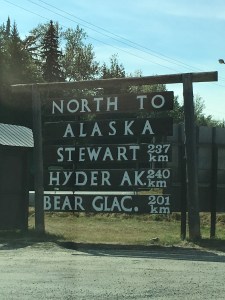 NORTH TO
ALASKA
STEWART 237 km
HYDER AK. 240 km
BEAR GLAC. 201 km